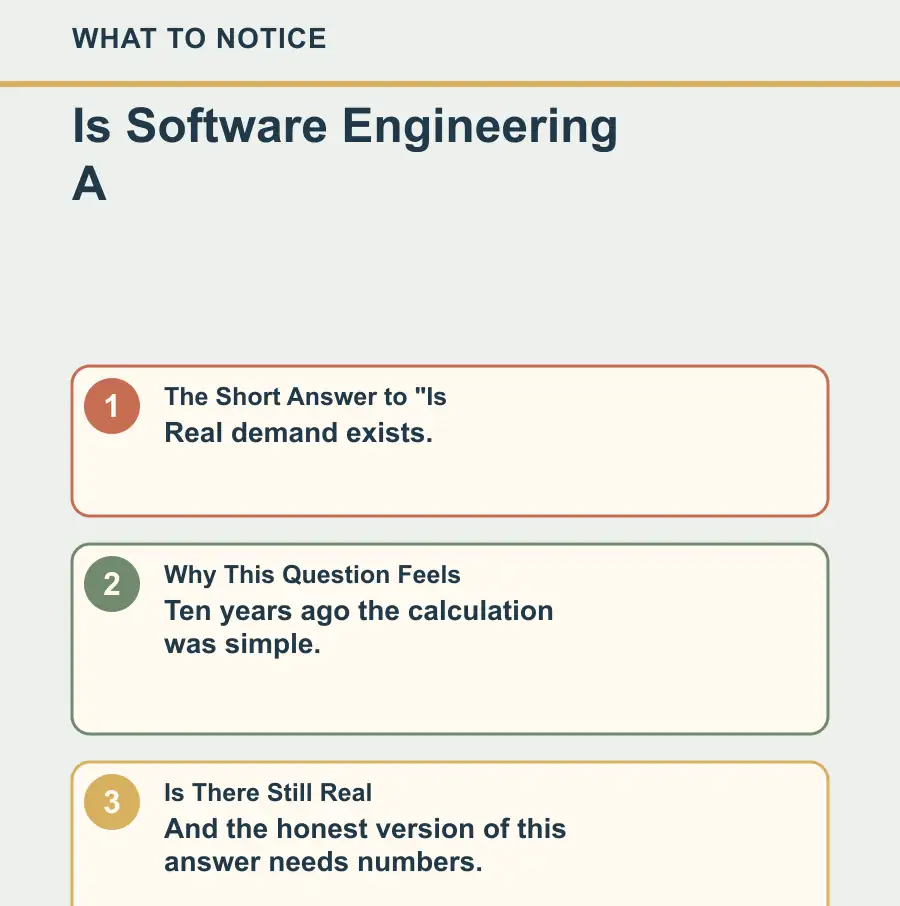 WHAT TO NOTICE
Is Software Engineering
A
1
The Short Answer to "Is
Real demand exists.
2
Why This Question Feels
Ten years ago the calculation
was simple.
3
Is There Still Real
And the honest version of this
answer needs numbers.